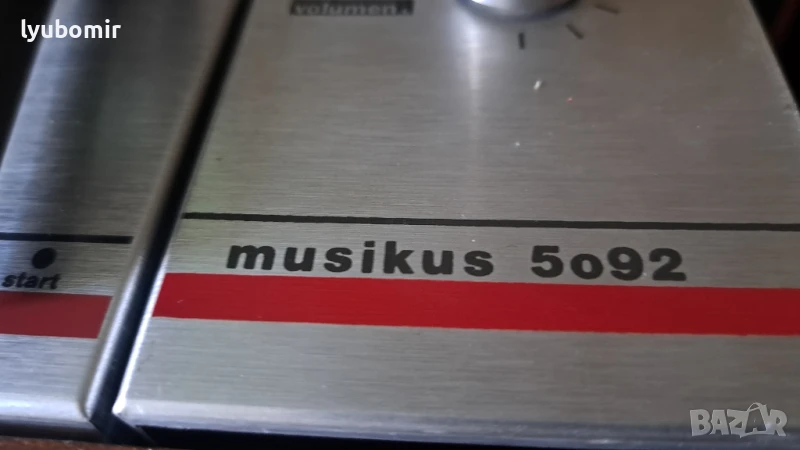 lyubomir
volumen.
start
musikus 5o92
BAZAR